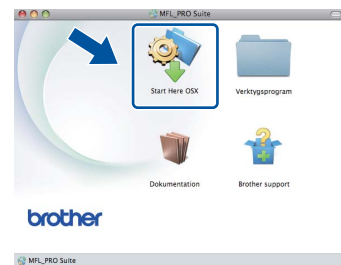 MFL_PRO Suite
Start Here OSX
Verktygsprogram
Dokumentation
Brother support
brother
MFL_PRO Suite